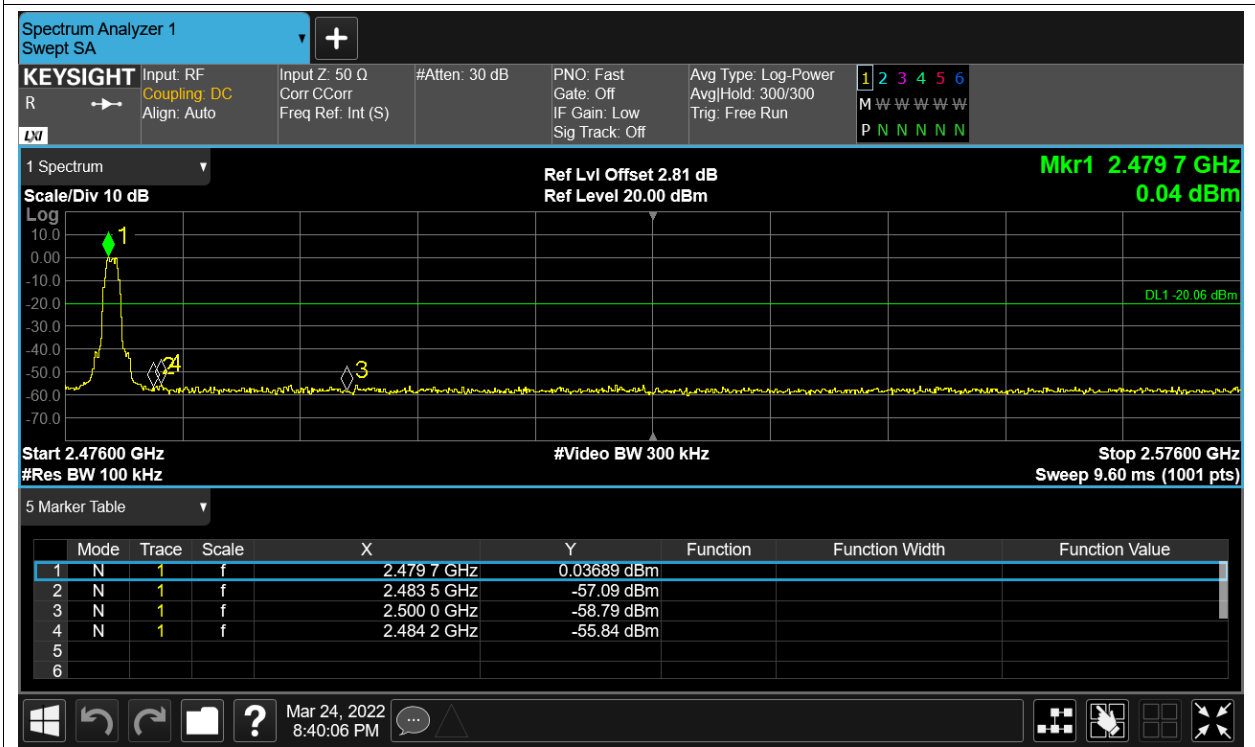 Spectrum Analyzer 1
Swept SA
KEYSIGHT
R
LXI
Input: RF
Coupling: DC
Align: Auto
Input Z: 50 Ω
Corr CCorr
Freq Ref: Int (S)
#Atten: 30 dB
PNO: Fast
Gate: Off
IF Gain: Low
Sig Track: Off
Avg Type: Log-Power
Avg|Hold: 300/300
Trig: Free Run
1 2 3 4 5 6
M W W W W W
P N N N N N
1 Spectrum
Scale/Div 10 dB
Ref Lvl Offset 2.81 dB
Ref Level 20.00 dBm
Mkr1 2.479 7 GHz
0.04 dBm
Log
10.0
0.00
-10.0
-20.0
-30.0
-40.0
-50.0
-60.0
-70.0
1
2
4
3
DL1 -20.06 dBm
Start 2.47600 GHz
#Video BW 300 kHz
Stop 2.57600 GHz
#Res BW 100 kHz
Sweep 9.60 ms (1001 pts)
5 Marker Table
Mode Trace Scale X Y Function Function Width Function Value
1 N 1 f 2.479 7 GHz 0.03689 dBm
2 N 1 f 2.483 5 GHz -57.09 dBm
3 N 1 f 2.500 0 GHz -58.79 dBm
4 N 1 f 2.484 2 GHz -55.84 dBm
5
6
?
Mar 24, 2022
8:40:06 PM